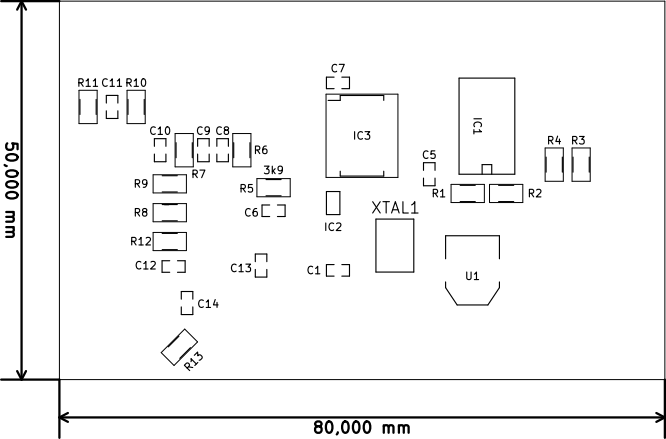 C7
R11 C11 R10
IC1
C10 C9 C8
IC3
R6
R4 R3
C5
R7
3k9
R9
R5
R1
R2
C6
XTAL1
R8
IC2
50,000 mm
R12
C12
C13
C1
U1
C14
R13
80,000 mm